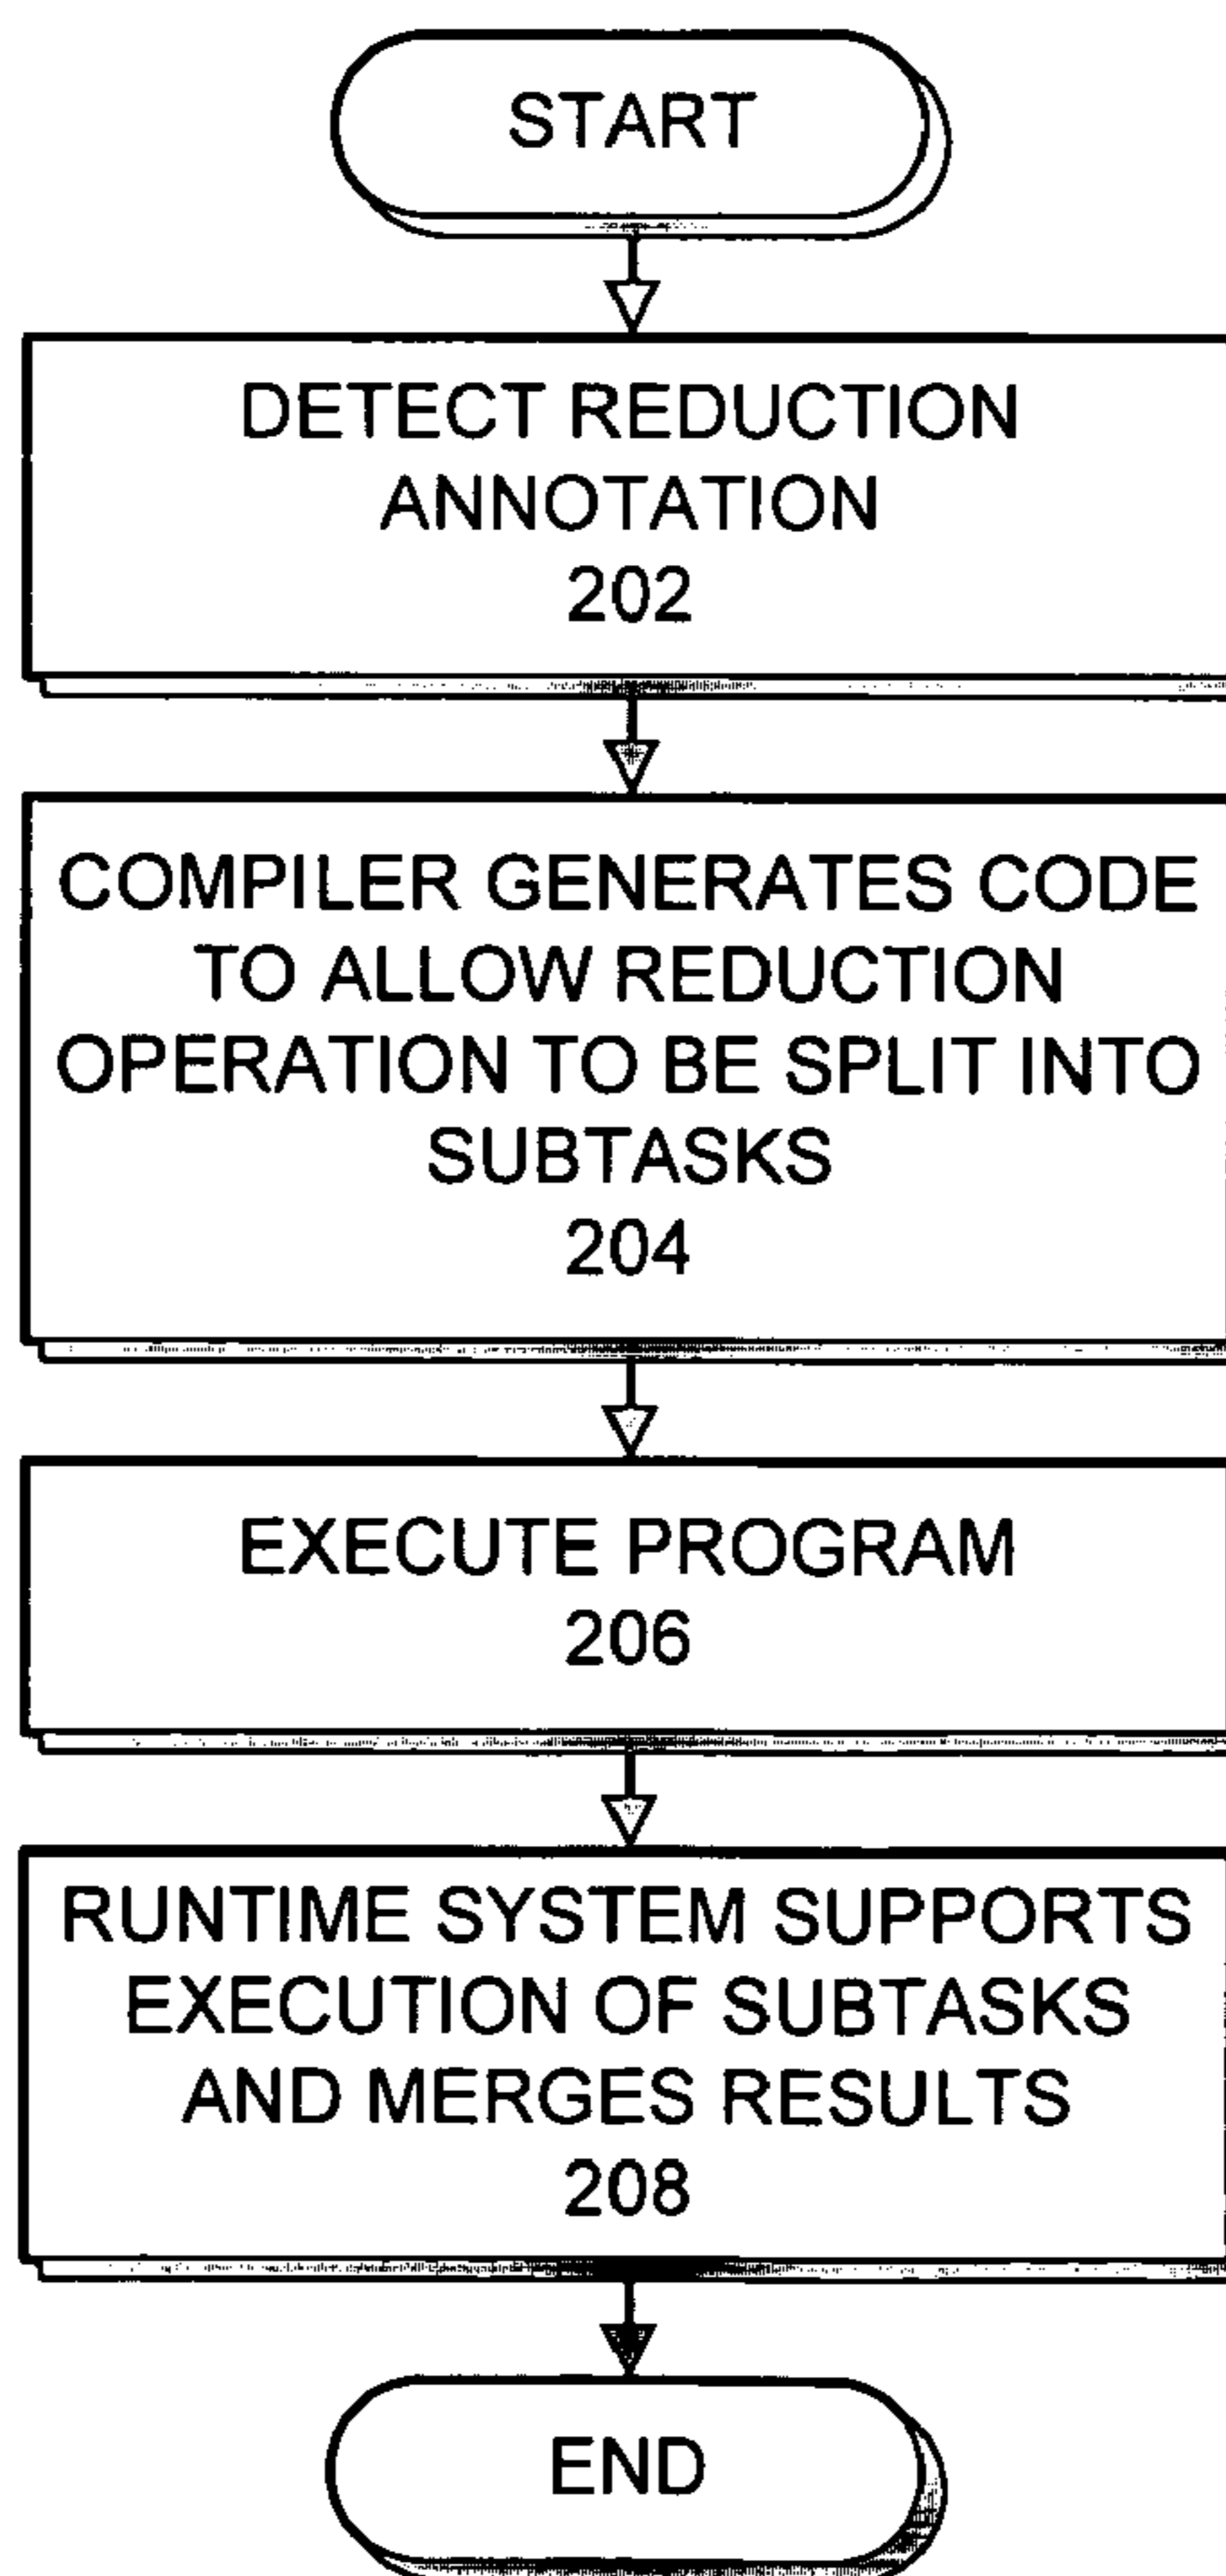 START
DETECT REDUCTION
ANNOTATION
202
COMPILER GENERATES CODE
TO ALLOW REDUCTION
OPERATION TO BE SPLIT INTO
SUBTASKS
204
EXECUTE PROGRAM
206
RUNTIME SYSTEM SUPPORTS
EXECUTION OF SUBTASKS
AND MERGES RESULTS
208
END